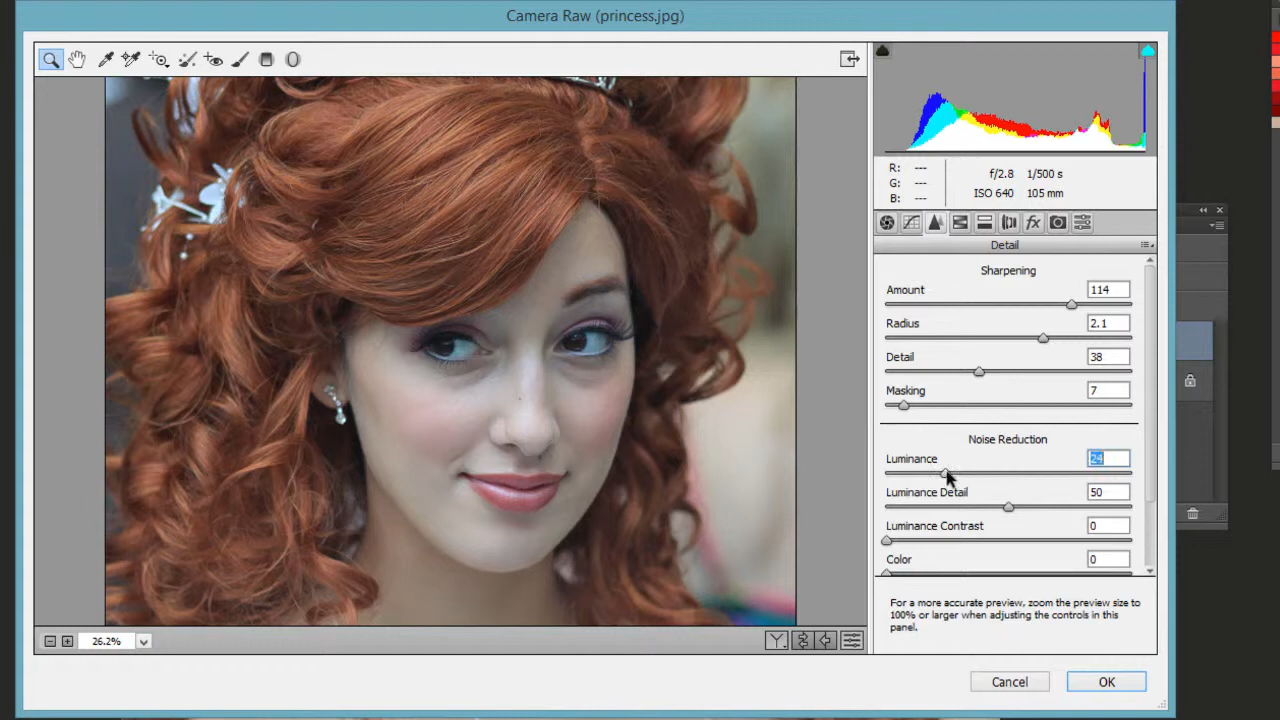 Camera Raw (princess.jpg)
R: ---
G: ---
B: ---
f/2.8 1/500 s
ISO 640 105 mm
fx
Detail
Sharpening
Amount 114
Radius 2.1
Detail 38
Masking 7
Noise Reduction
Luminance 24
Luminance Detail 50
Luminance Contrast 0
Color 0
For a more accurate preview, zoom the preview size to
100% or larger when adjusting the controls in this
panel.
26.2%
Y
Cancel OK